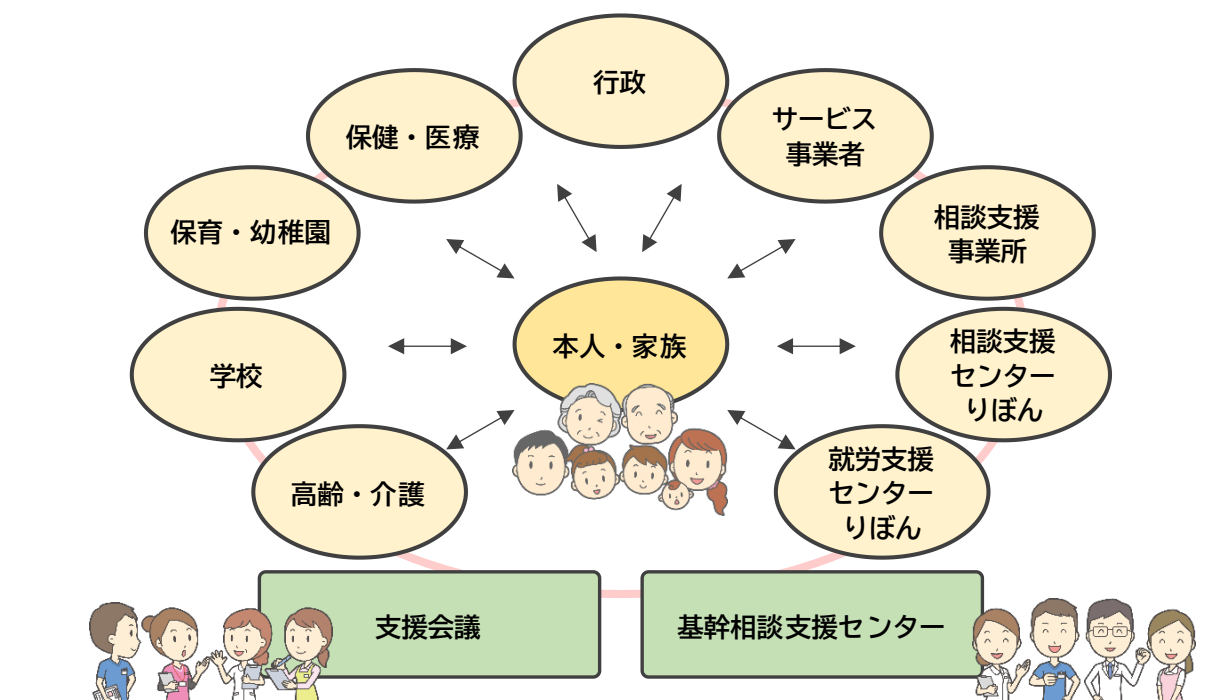 行政
保健・医療
サービス
事業者
保育・幼稚園
相談支援
事業所
学校
本人・家族
相談支援
センター
りぼん
高齢・介護
就労支援
センター
りぼん
支援会議
基幹相談支援センター